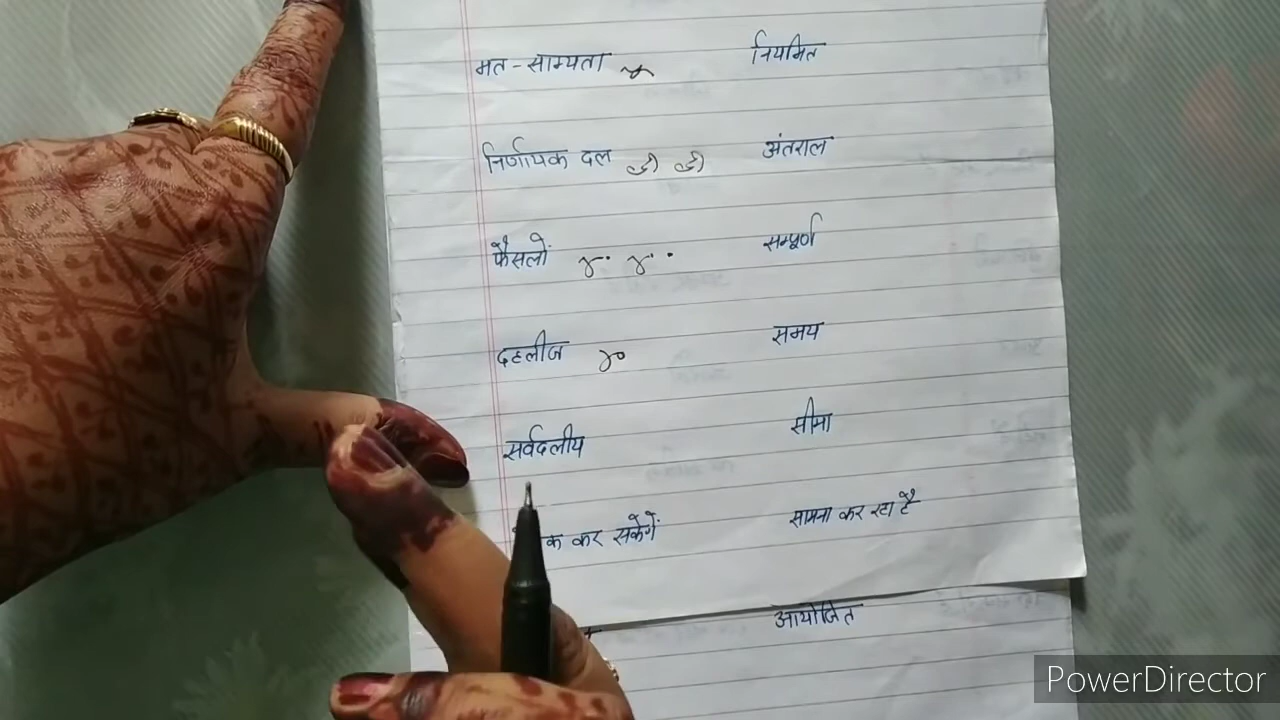 मत-साम्यता नियमित
निर्णायक दल अंतराल
फैसलों सम्पूर्ण
दहलीज समय
सर्वदलीय सीमा
कर सकेगें सामना कर रहा है
आयोजित
PowerDirector